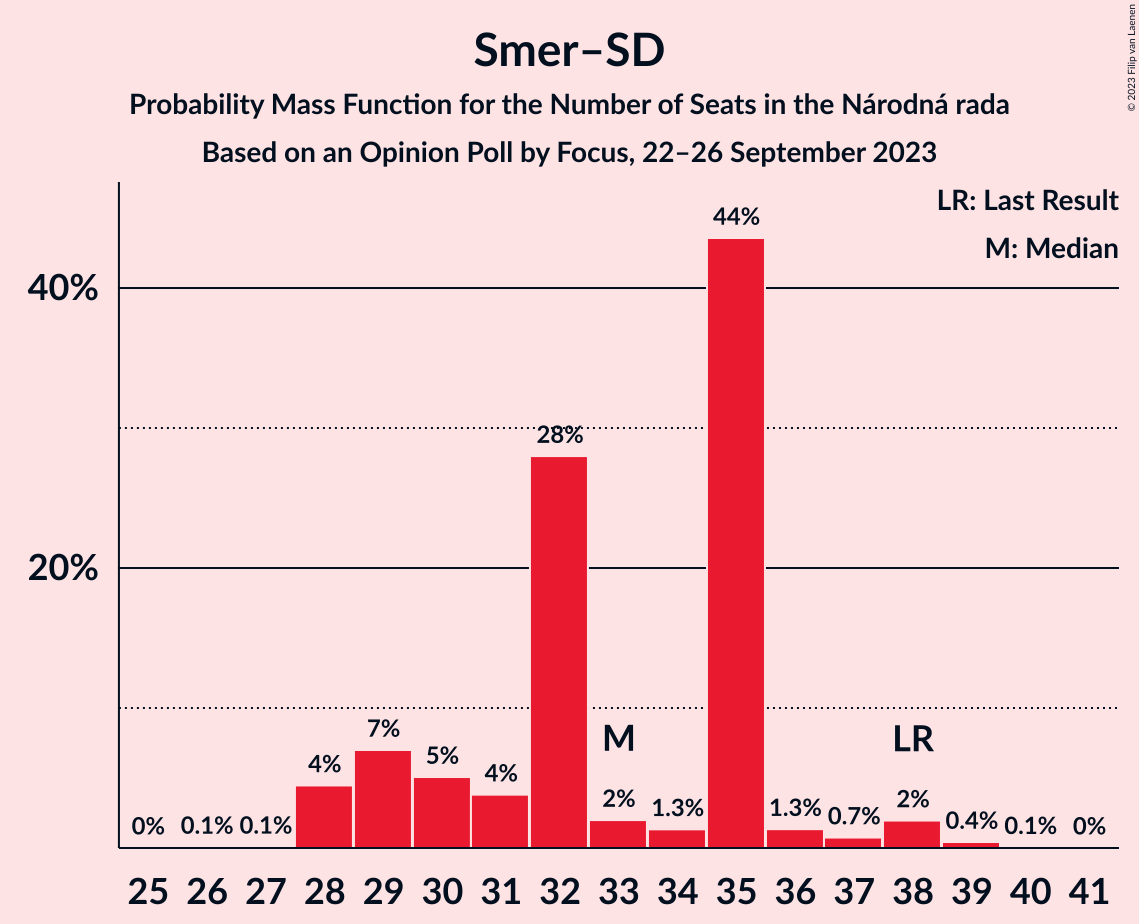 Smer–SD
Probability Mass Function for the Number of Seats in the Národná rada
Based on an Opinion Poll by Focus, 22–26 September 2023
© 2023 Filip van Laenen
LR: Last Result
M: Median
40%
20%
0%
0.1%
0.1%
4%
7%
5%
4%
28%
2%
1.3%
44%
1.3%
0.7%
2%
0.4%
0.1%
0%
M
LR
25 26 27 28 29 30 31 32 33 34 35 36 37 38 39 40 41